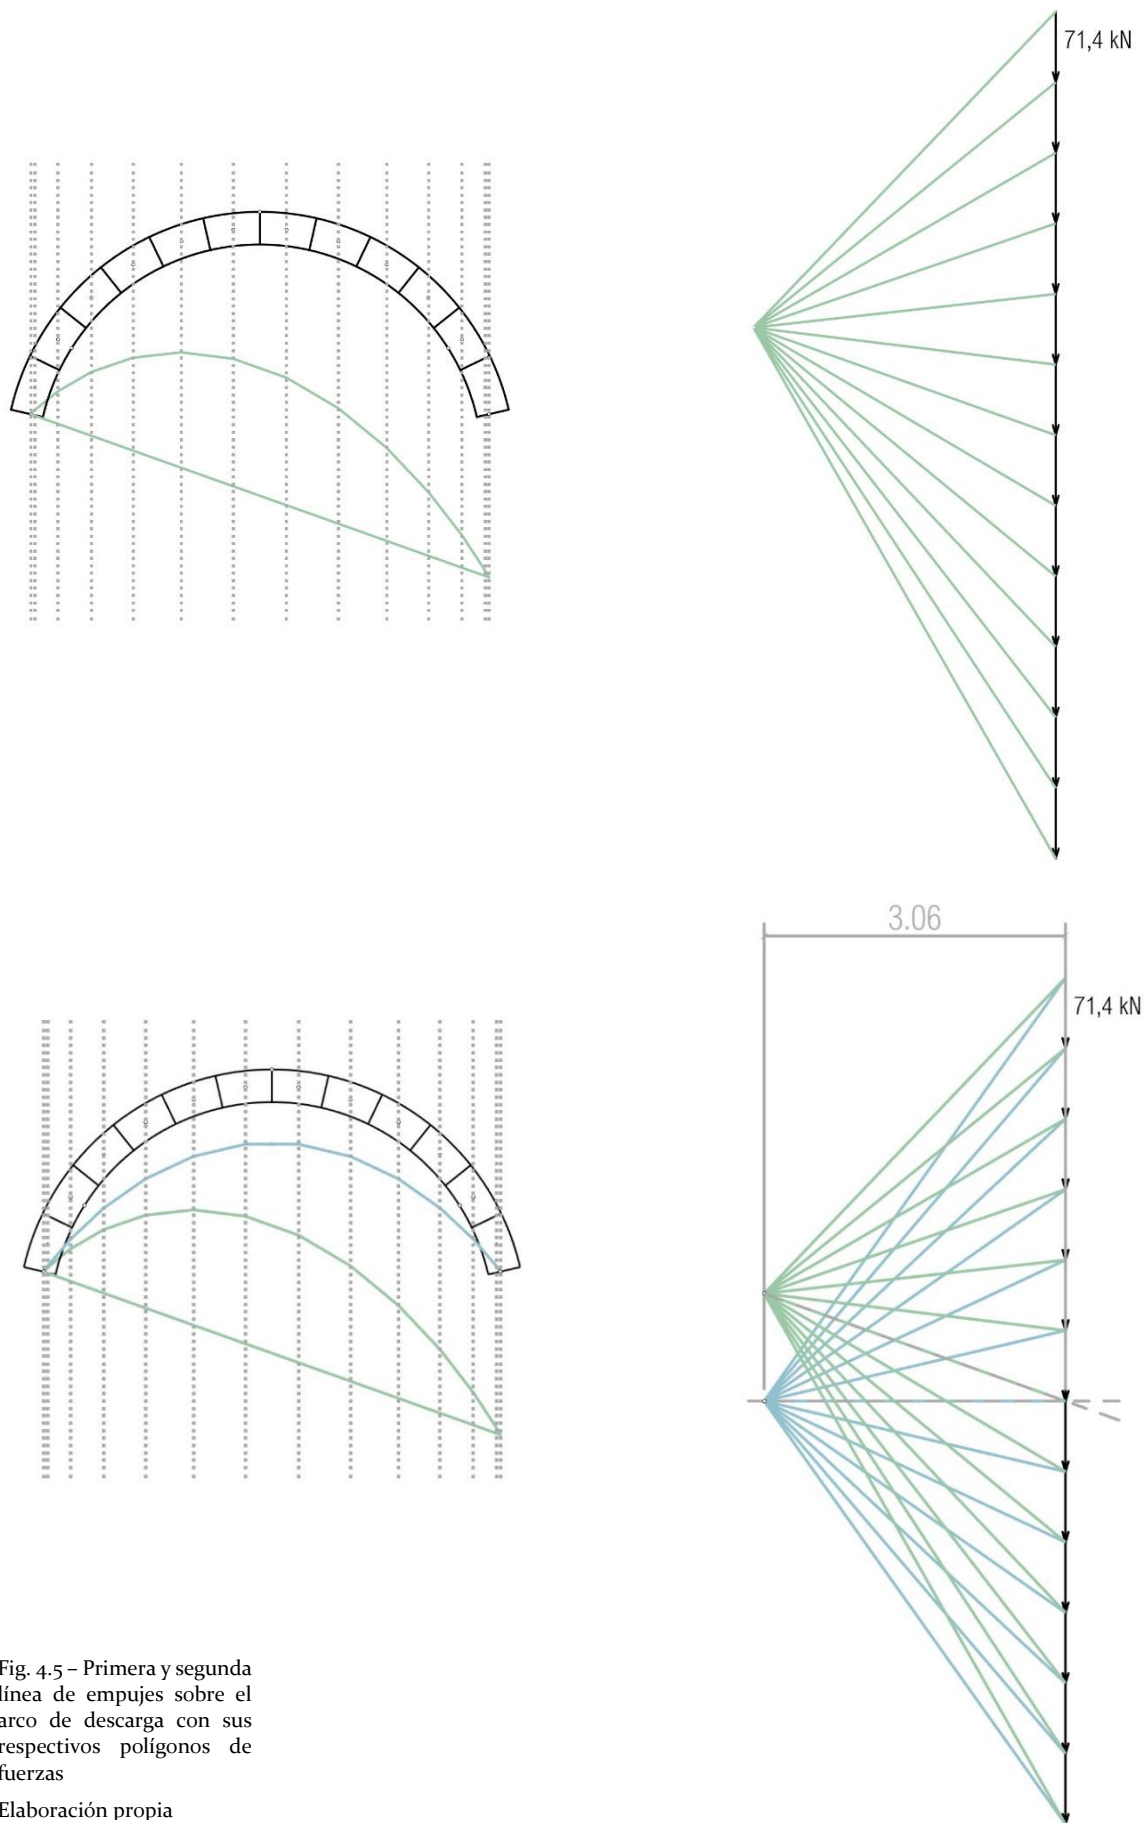 71,4 kN
3.06
71,4 kN
Fig. 4.5 – Primera y segunda
línea de empujes sobre el
arco de descarga con sus
respectivos polígonos de
fuerzas
Elaboración propia